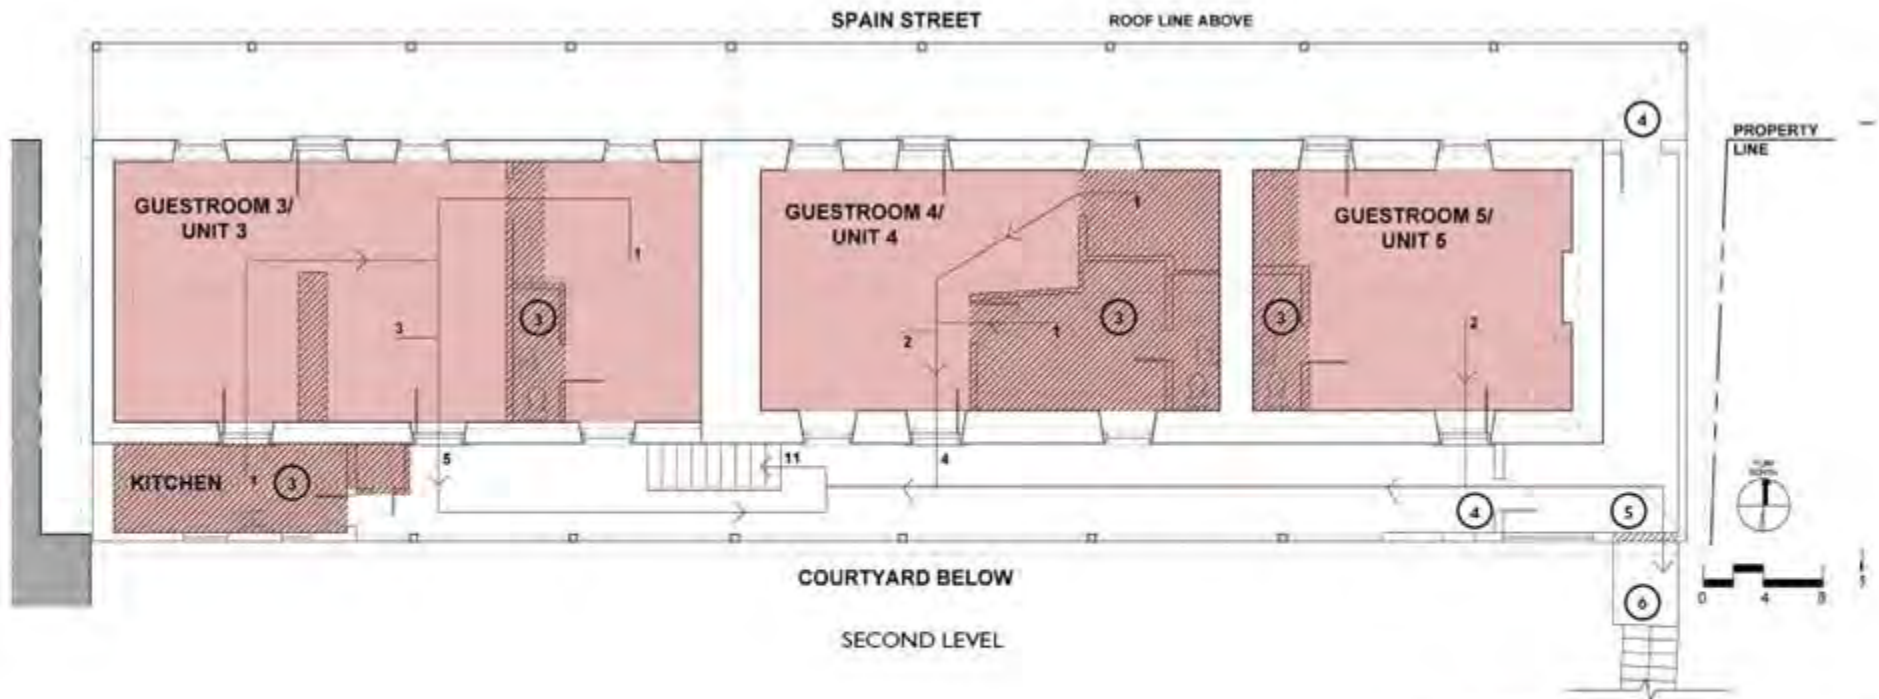 SPAIN STREET
ROOF LINE ABOVE
4
PROPERTY
LINE
GUESTROOM 3/
UNIT 3
GUESTROOM 4/
UNIT 4
GUESTROOM 5/
UNIT 5
1
1
3
3
2
1
3
3
2
KITCHEN
1
3
5
11
4
4
5
COURTYARD BELOW
6
0
4
8
SECOND LEVEL